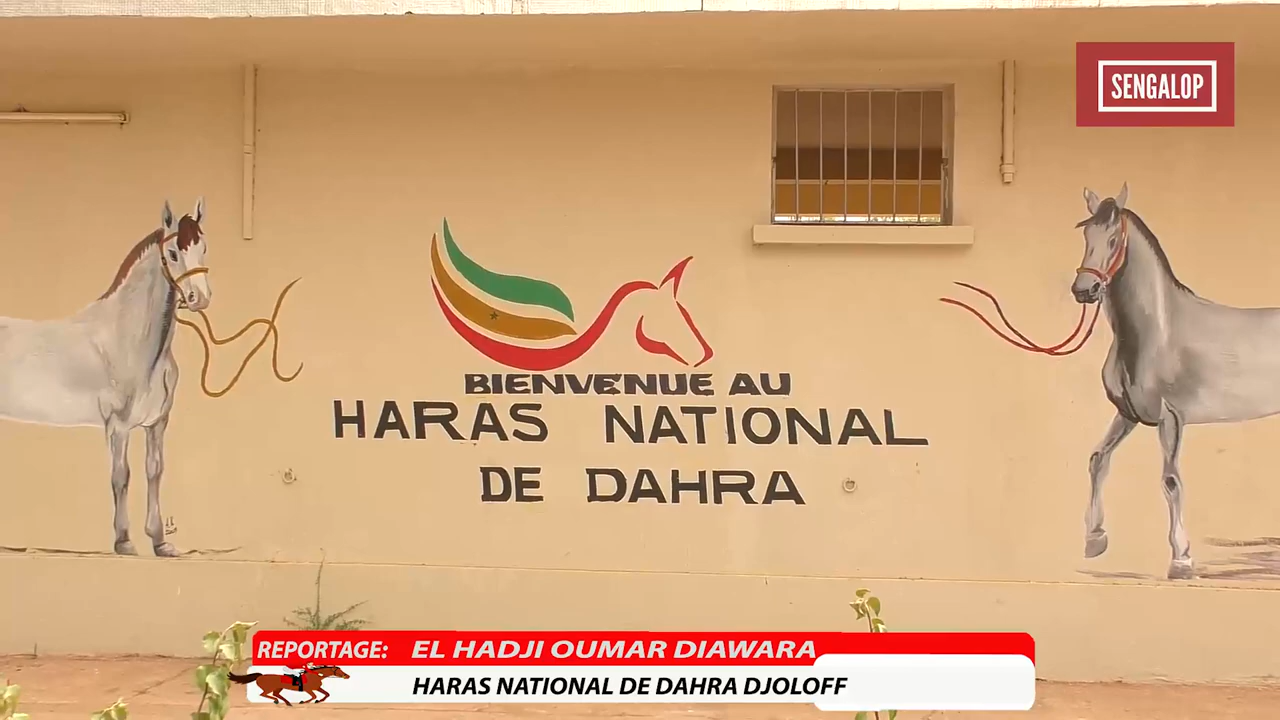 SENGALOP
BIENVENUE AU
HARAS NATIONAL
DE DAHRA
REPORTAGE: EL HADJI OUMAR DIAWARA
HARAS NATIONAL DE DAHRA DJOLOFF